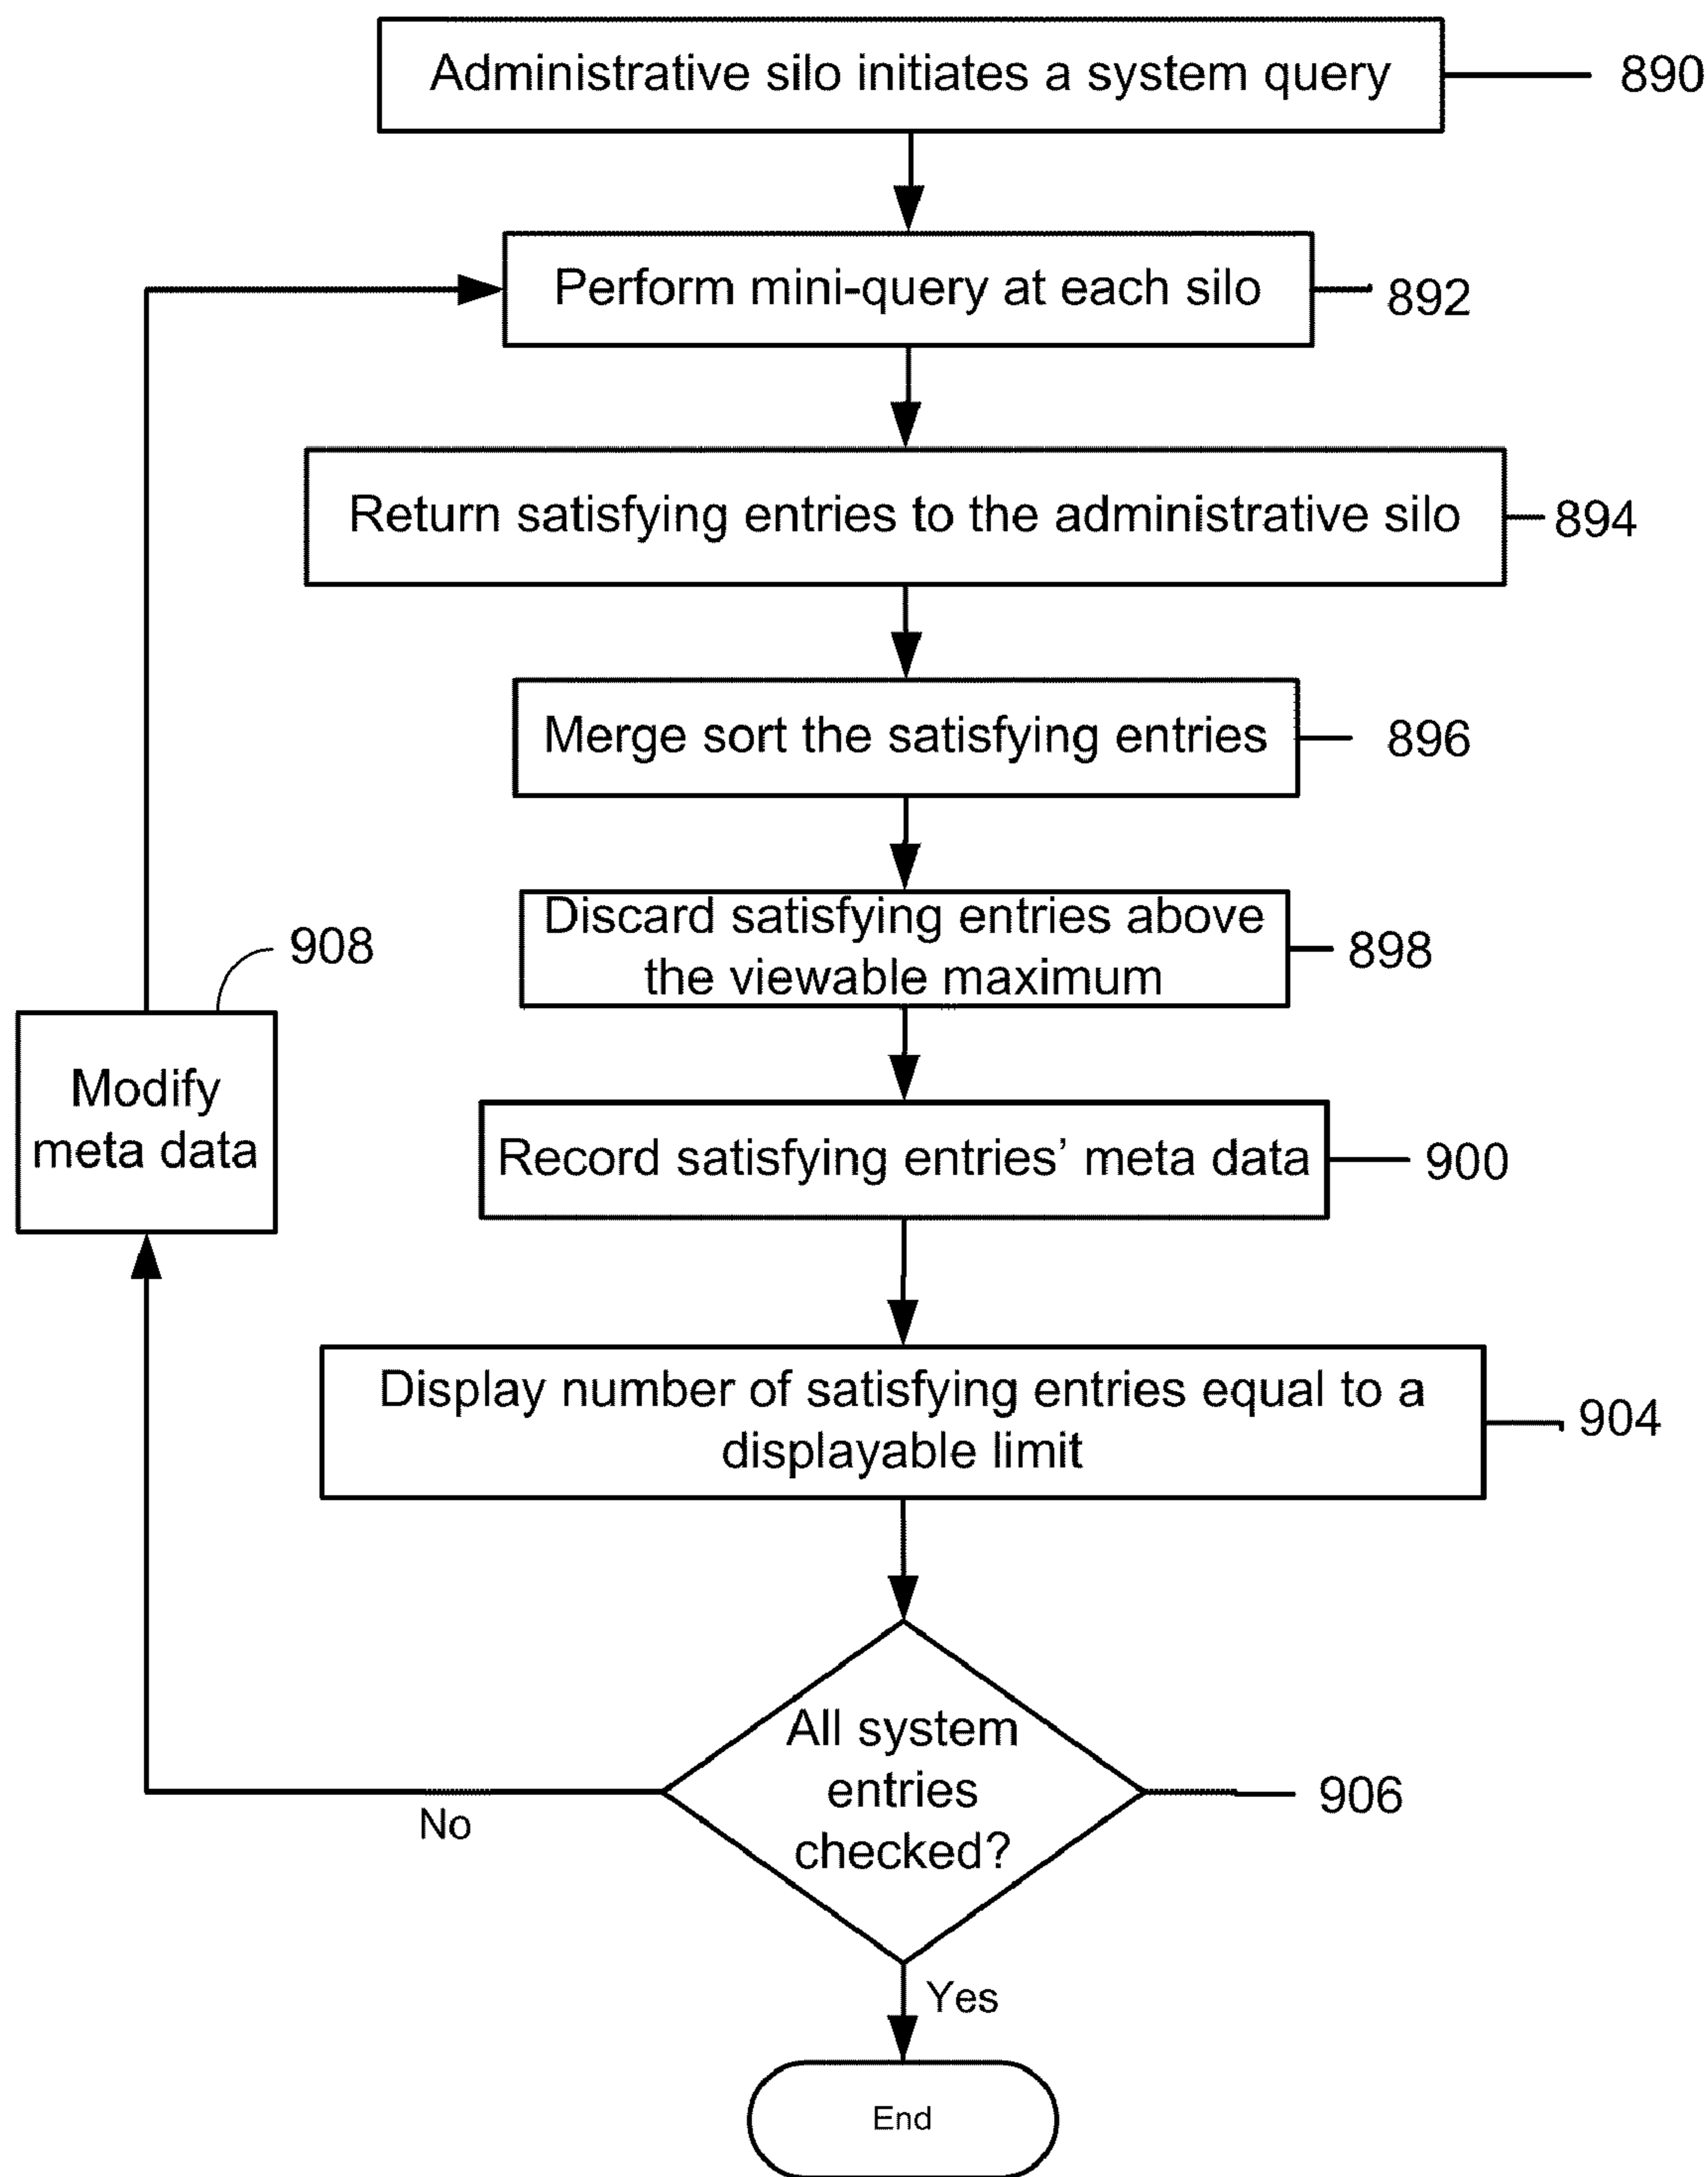 Administrative silo initiates a system query
890
Perform mini-query at each silo
892
Return satisfying entries to the administrative silo
894
Merge sort the satisfying entries
896
Discard satisfying entries above
the viewable maximum
898
908
Modify
meta data
Record satisfying entries’ meta data
900
Display number of satisfying entries equal to a
displayable limit
904
All system
entries
checked?
906
No
Yes
End